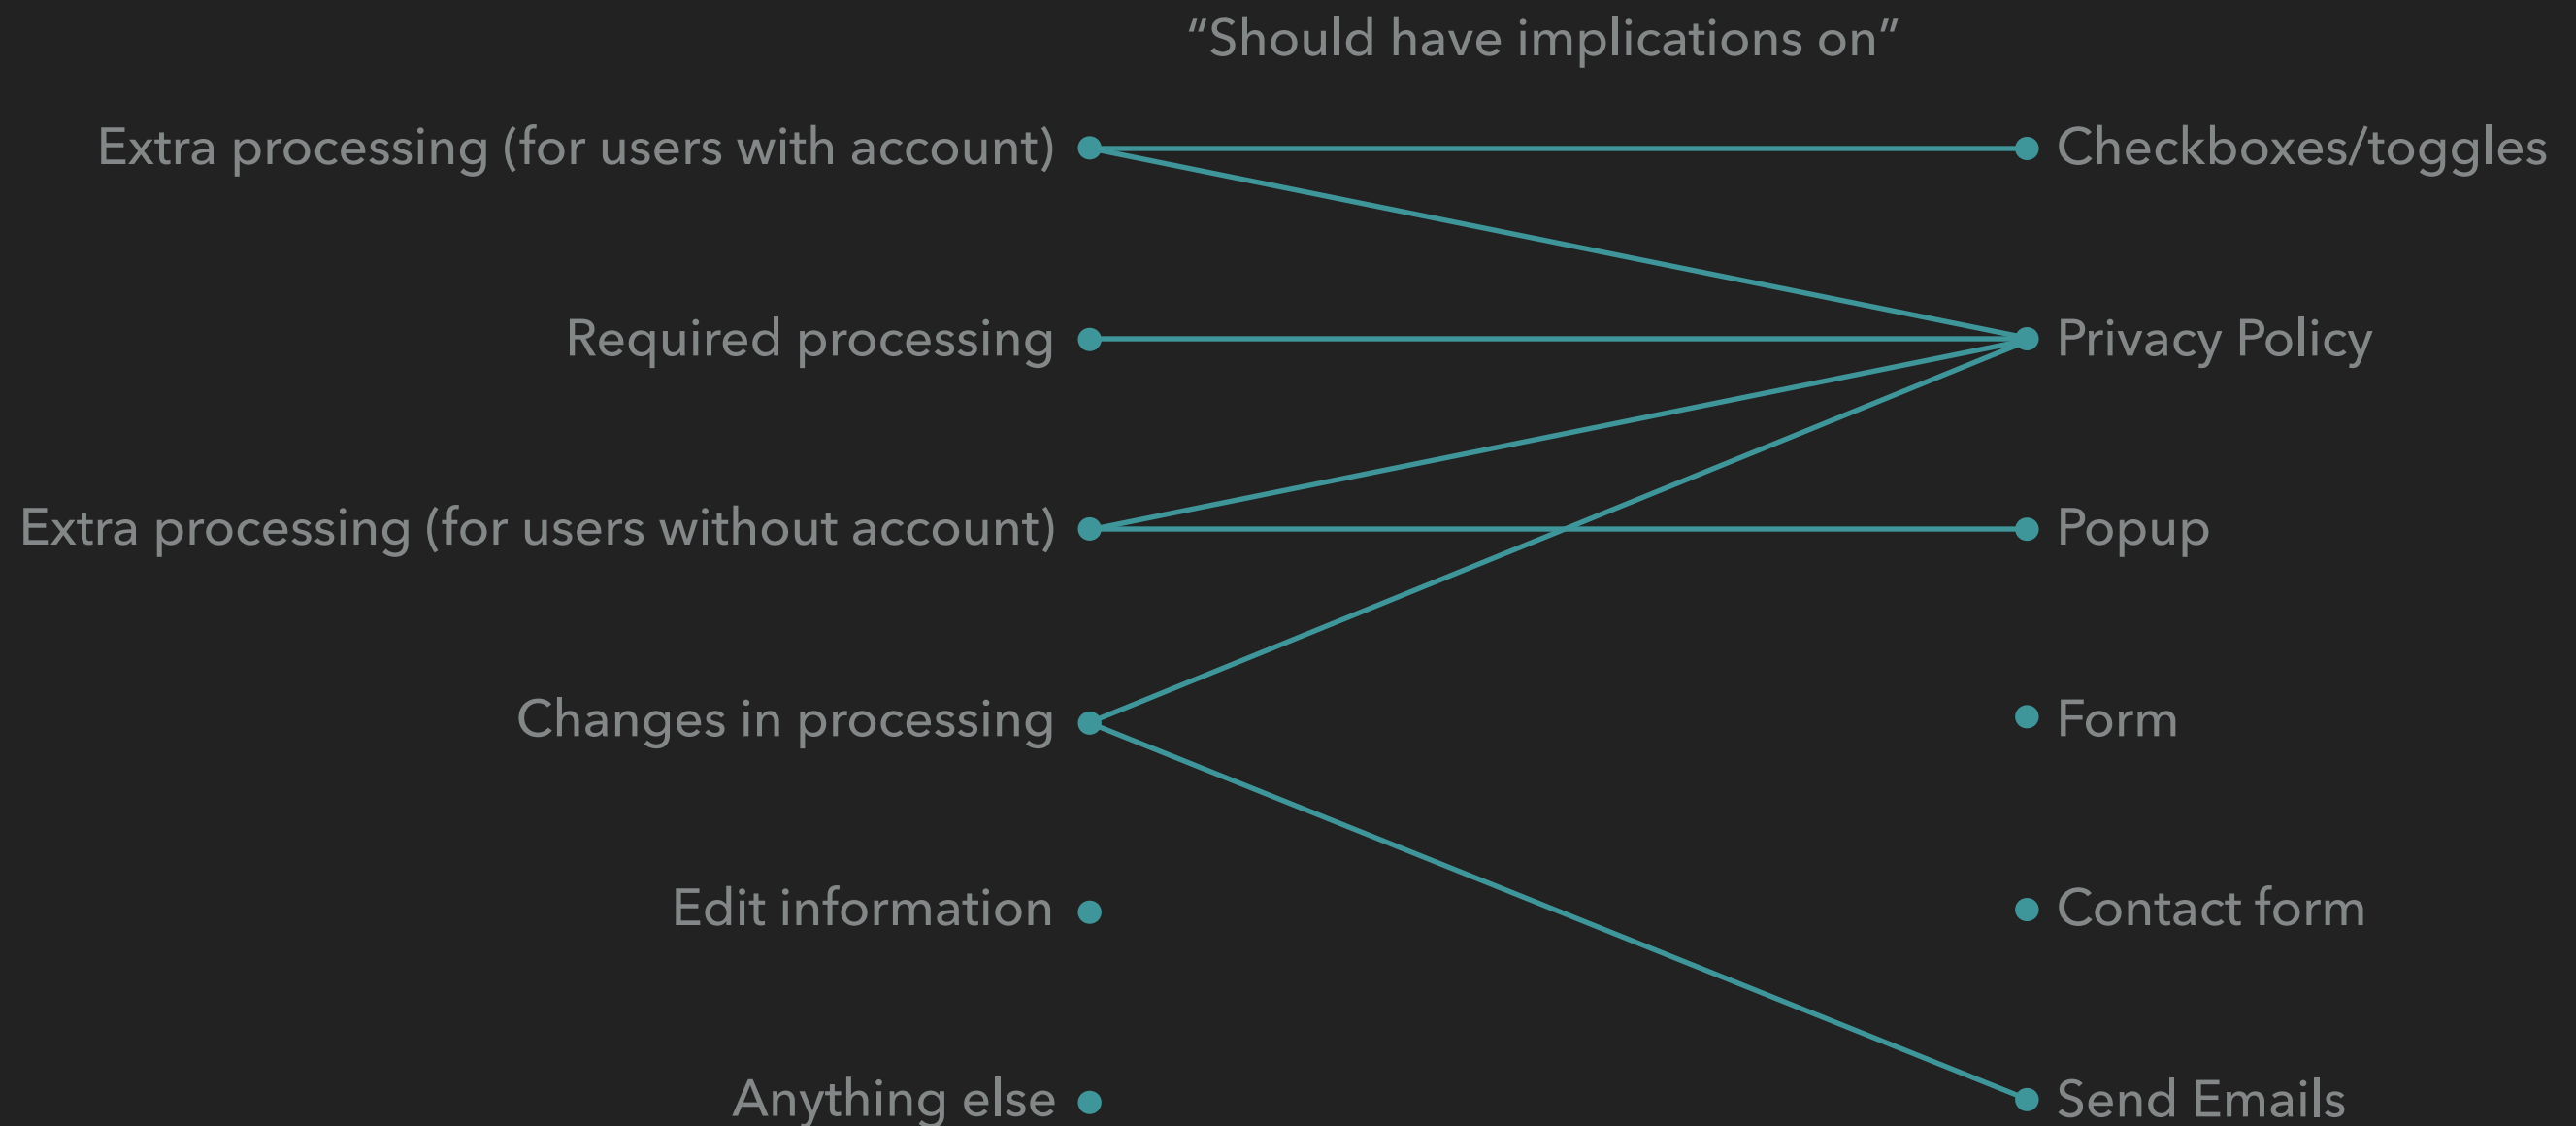 “Should have implications on”
Extra processing (for users with account)
Checkboxes/toggles
Required processing
Privacy Policy
Extra processing (for users without account)
Popup
Changes in processing
Form
Edit information
Contact form
Anything else
Send Emails